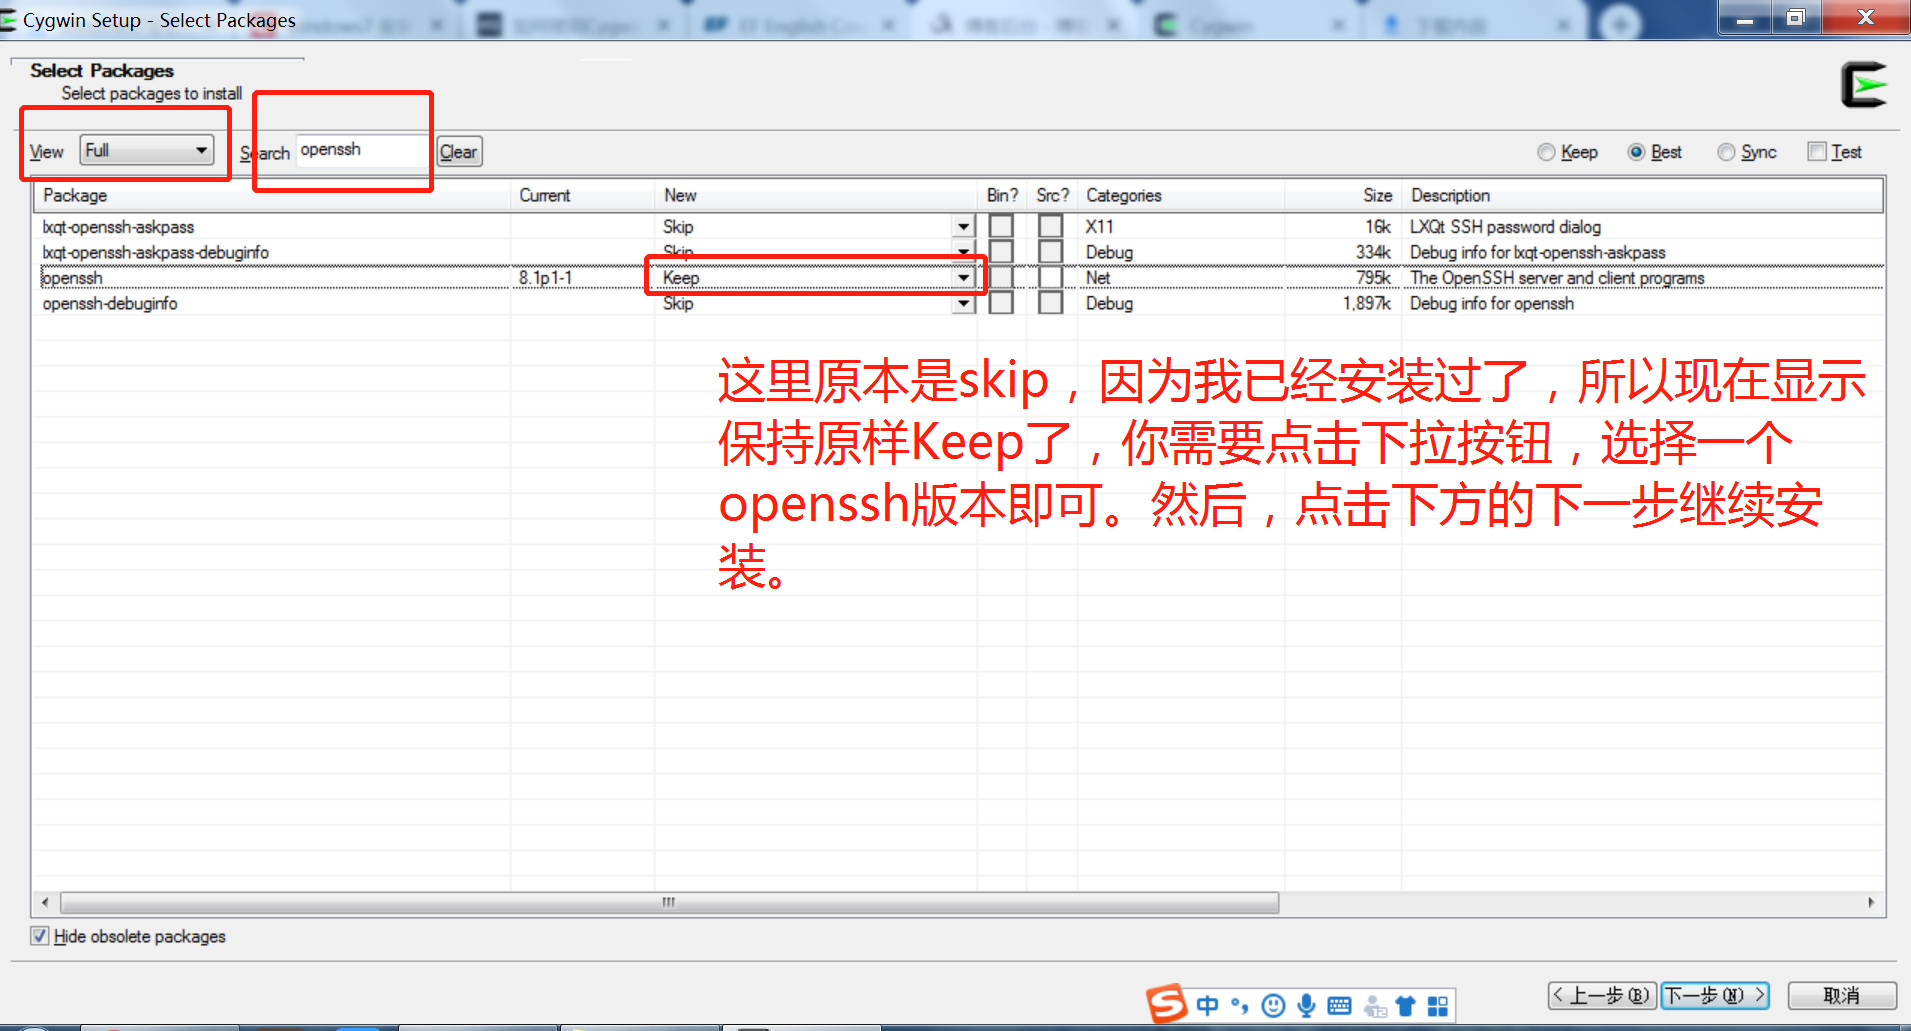 Cygwin Setup - Select Packages
Select Packages
Select packages to install
View Full Search openssh Clear Keep Best Sync Test
Package Current New Bin? Src? Categories Size Description
lxqt-openssh-askpass Skip X11 16k LXQt SSH password dialog
lxqt-openssh-askpass-debuginfo Skip Debug 334k Debug info for lxqt-openssh-askpass
openssh 8.1p1-1 Keep Net 795k The OpenSSH server and client programs
openssh-debuginfo Skip Debug 1,897k Debug info for openssh
这里原本是skip，因为我已经安装过了，所以现在显示
保持原样Keep了，你需要点击下拉按钮，选择一个
openssh版本即可。然后，点击下方的下一步继续安
装。
Hide obsolete packages
中
< 上一步(B) 下一步(N) > 取消